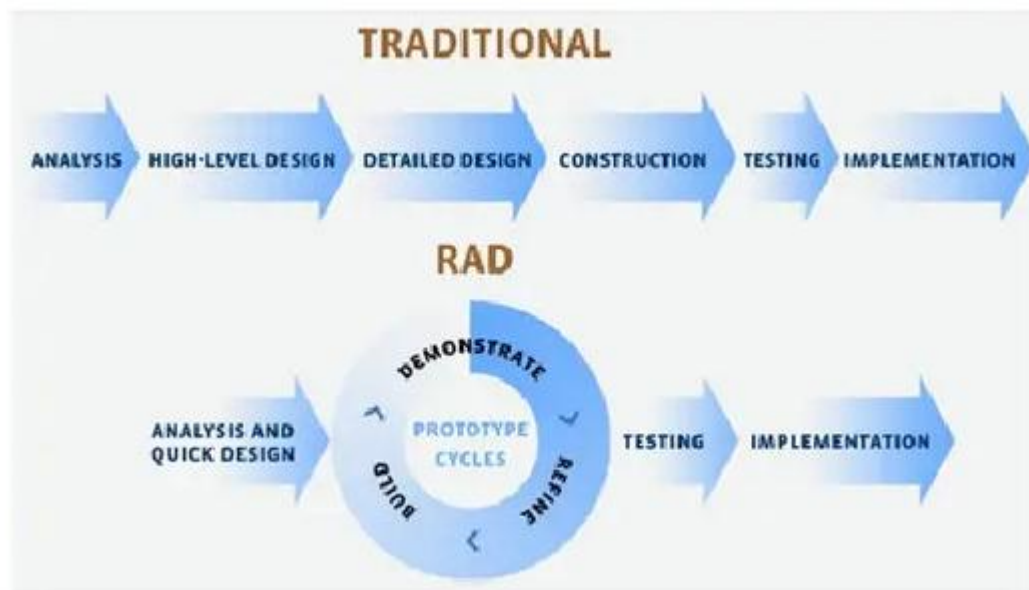 TRADITIONAL
ANALYSIS
HIGH-LEVEL DESIGN
DETAILED DESIGN
CONSTRUCTION
TESTING
IMPLEMENTATION
RAD
ANALYSIS AND
QUICK DESIGN
DEMONSTRATE
REFINE
BUILD
PROTOTYPE
CYCLES
TESTING
IMPLEMENTATION